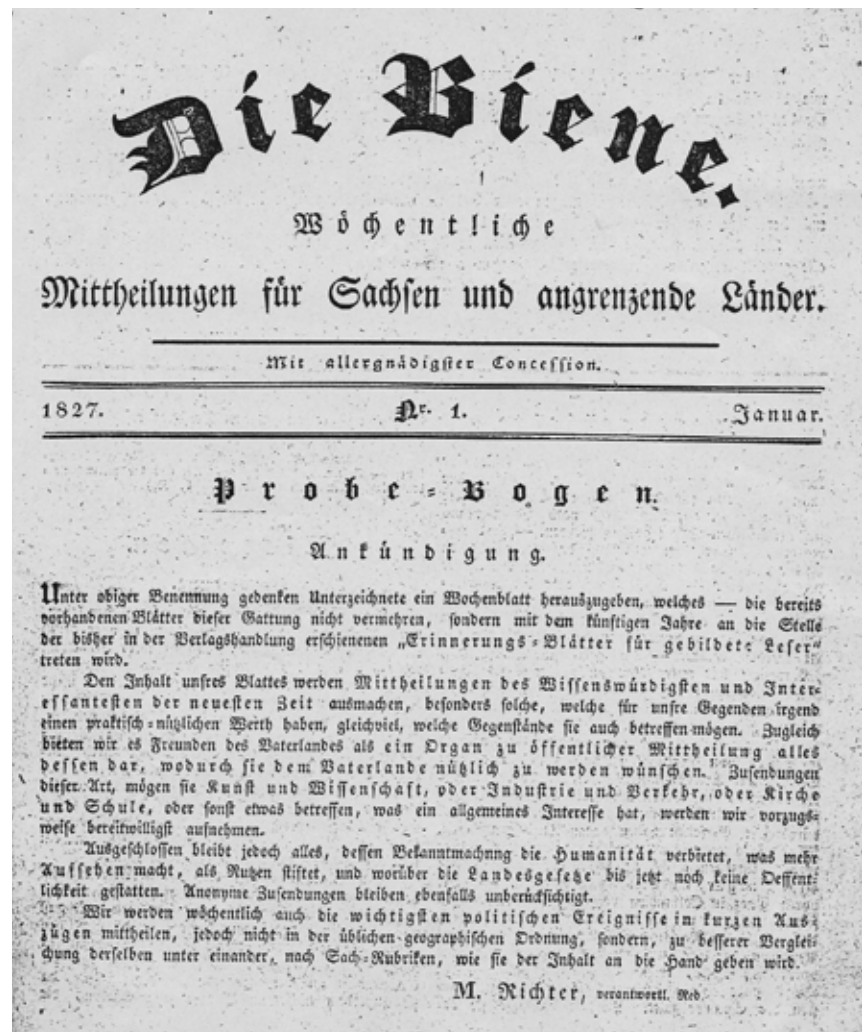 Die Biene.
Wöchentliche
Mittheilungen für Sachsen und angrenzende Länder.
Mit allergnädigster Concession.
1827. Nr. 1. Januar.
Probe-Bogen.
Ankündigung.
Unter obiger Benennung gedenken Unterzeichnete ein Wochenblatt herauszugeben, welches — die bereits
vorhandenen Blätter dieser Gattung nicht vermehren, sondern mit dem künftigen Jahre an die Stelle
der bisher in der Verlagshandlung erschienenen „Erinnerungs-Blätter für gebildete Leser“
treten wird.
Den Inhalt unsres Blattes werden Mittheilungen des Wissenswürdigsten und Inter-
essantesten der neuesten Zeit ausmachen, besonders solche, welche für unsre Gegenden irgend
einen praktisch-nützlichen Werth haben, gleichviel, welche Gegenstände sie auch betreffen mögen. Zugleich
bieten wir es Freunden des Vaterlandes als ein Organ zu öffentlicher Mittheilung alles
dessen dar, wodurch sie dem Vaterlande nützlich zu werden wünschen. Zusendungen
dieser Art, mögen sie Kunst und Wissenschaft, oder Industrie und Verkehr, oder Kirche
und Schule, oder sonst etwas betreffen, was ein allgemeines Interesse hat, werden wir vorzugs-
weise bereitwilligst aufnehmen.
Ausgeschlossen bleibt jedoch alles, dessen Bekanntmachnng die Humanität verbietet, was mehr
Aufsehen macht, als Nutzen stiftet, und worüber die Landesgesetze bis jetzt noch keine Oeffent-
lichkeit gestatten. Anonyme Zusendungen bleiben ebenfalls unberücksichtigt.
Wir werden wöchentlich auch die wichtigsten politischen Ereignisse in kurzen Aus-
zügen mittheilen, jedoch nicht in der üblichen geographischen Ordnung, sondern, zu besserer Verglei-
chung derselben unter einander, nach Sach-Rubriken, wie sie der Inhalt an die Hand geben wird.
M. Richter, verantwortl. Red.